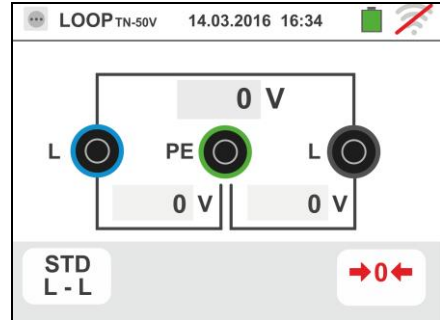 LOOP TN-50V 14.03.2016 16:34
0 V
L PE L
0 V 0 V
STD
L - L
→0←